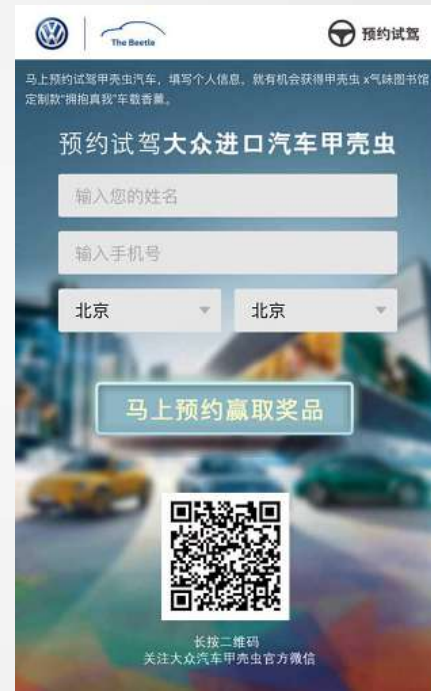 The Beetle
预约试驾
马上预约试驾甲壳虫汽车，填写个人信息，就有机会获得甲壳虫 x气味图书馆
定制款“拥抱真我”车载香薰。
预约试驾大众进口汽车甲壳虫
输入您的姓名
输入手机号
北京 北京
马上预约赢取奖品
长按二维码
关注大众汽车甲壳虫官方微信